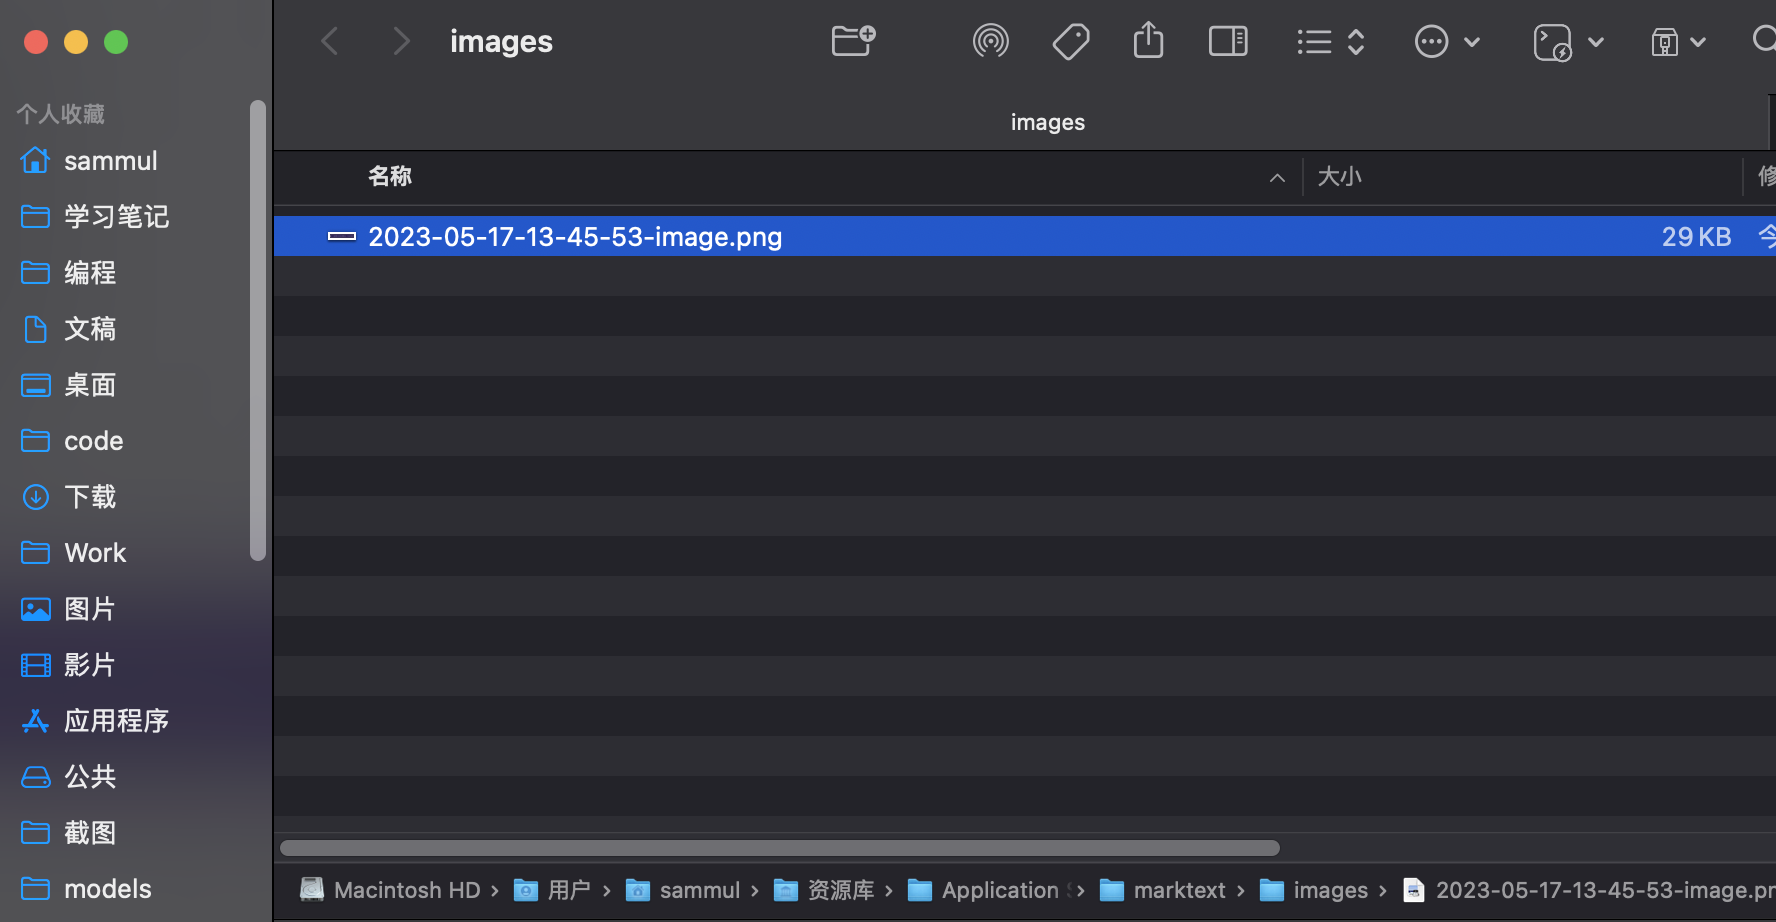 images
images
个人收藏
sammul
学习笔记
编程
文稿
桌面
code
下载
Work
图片
影片
应用程序
公共
截图
models
名称 大小 修
2023-05-17-13-45-53-image.png 29 KB 今
Macintosh HD › 用户 › sammul › 资源库 › Application › marktext › images › 2023-05-17-13-45-53-image.pn